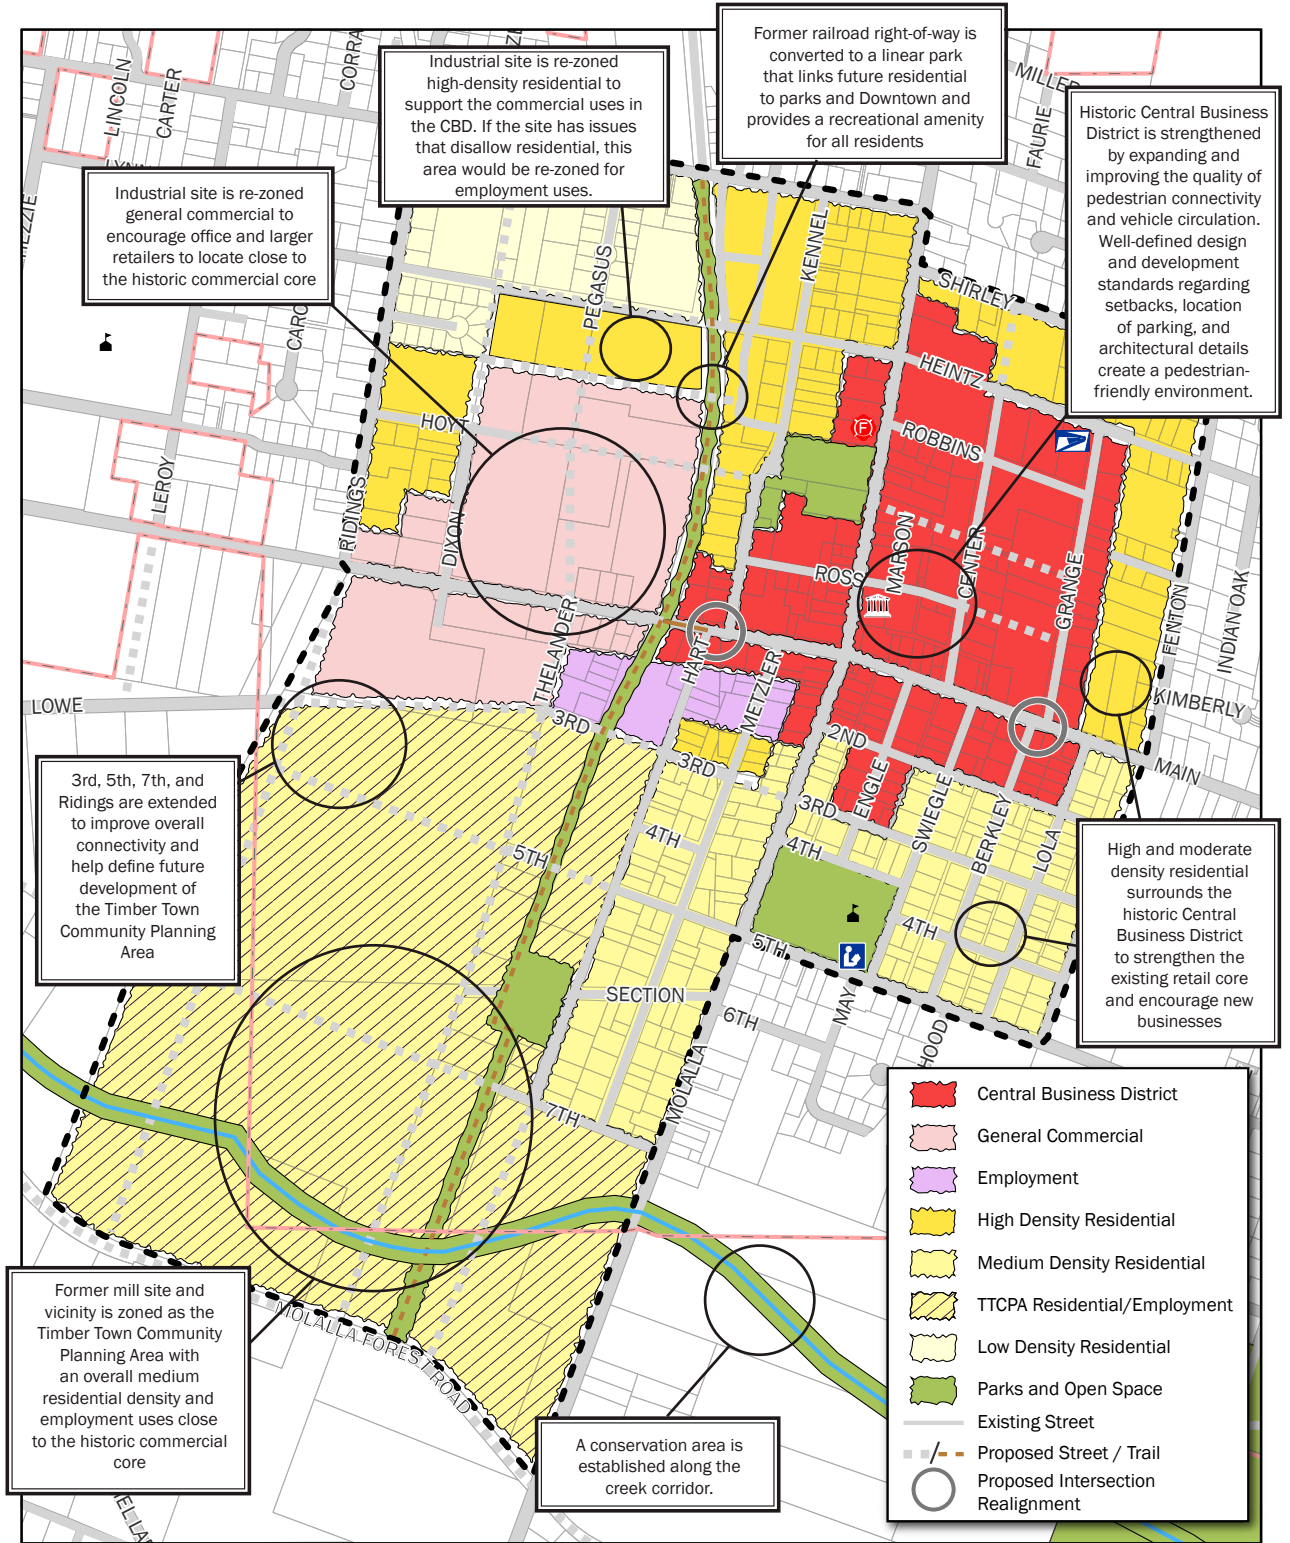 Former railroad right-of-way is
converted to a linear park
that links future residential
to parks and Downtown and
provides a recreational amenity
for all residents
Industrial site is re-zoned
high-density residential to
support the commercial uses in
the CBD. If the site has issues
that disallow residential, this
area would be re-zoned for
employment uses.
Historic Central Business
District is strengthened
by expanding and
improving the quality of
pedestrian connectivity
and vehicle circulation.
Well-defined design
and development
standards regarding
setbacks, location
of parking, and
architectural details
create a pedestrian-
friendly environment.
Industrial site is re-zoned
general commercial to
encourage office and larger
retailers to locate close to
the historic commercial core
LINCOLN
CARTER
MILLER
FAURIE
KENNEL
SHIRLEY
PEGASUS
HEINTZ
HOYT
F
ROBBINS
LEROY
RIDINGS
DIXON
ROSS
MARSON
CENTER
GRANGE
FENTON
INDIAN OAK
THELANDER
HART
METZLER
KIMBERLY
LOWE
3RD
2ND
MAIN
3RD
3RD
ENGLE
SWIEGLE
BERKLEY
LOLA
4TH
4TH
5TH
4TH
5TH
SECTION
6TH
MAY
HOOD
MOLALLA
7TH
MOLALLA FOREST ROAD
3rd, 5th, 7th, and
Ridings are extended
to improve overall
connectivity and
help define future
development of
the Timber Town
Community Planning
Area
High and moderate
density residential
surrounds the
historic Central
Business District
to strengthen the
existing retail core
and encourage new
businesses
Former mill site and
vicinity is zoned as the
Timber Town Community
Planning Area with
an overall medium
residential density and
employment uses close
to the historic commercial
core
A conservation area is
established along the
creek corridor.
Central Business District
General Commercial
Employment
High Density Residential
Medium Density Residential
TTCPA Residential/Employment
Low Density Residential
Parks and Open Space
Existing Street
Proposed Street / Trail
Proposed Intersection
Realignment